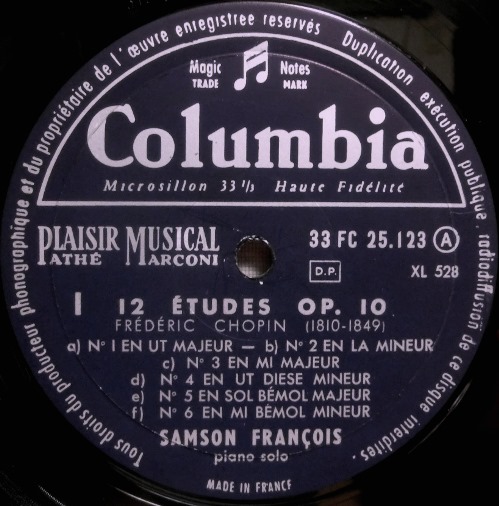 Tous droits du producteur phonographique et du propriétaire de l'œuvre enregistrée réservés Duplication exécution publique, radiodiffusion de ce disque interdites.
Magic Notes
TRADE MARK
Columbia
Microsillon 33 1/3 Haute Fidélité
PLAISIR MUSICAL
PATHÉ MARCONI
33 FC 25.123 A
D.P. XL 528
I 12 ÉTUDES OP. 10
FRÉDÉRIC CHOPIN (1810-1849)
a) N° 1 EN UT MAJEUR — b) N° 2 EN LA MINEUR
c) N° 3 EN MI MAJEUR
d) N° 4 EN UT DIESE MINEUR
e) N° 5 EN SOL BÉMOL MAJEUR
f) N° 6 EN MI BÉMOL MINEUR
SAMSON FRANÇOIS
piano solo
MADE IN FRANCE